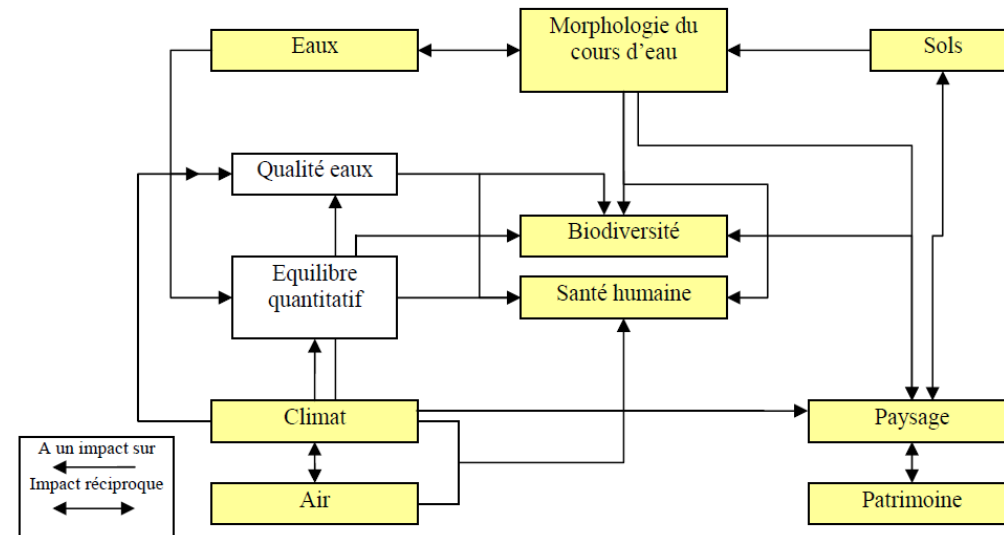 Eaux
Morphologie du
cours d’eau
Sols
Qualité eaux
Biodiversité
Equilibre
quantitatif
Santé humaine
Climat
Paysage
A un impact sur
Impact réciproque
Air
Patrimoine